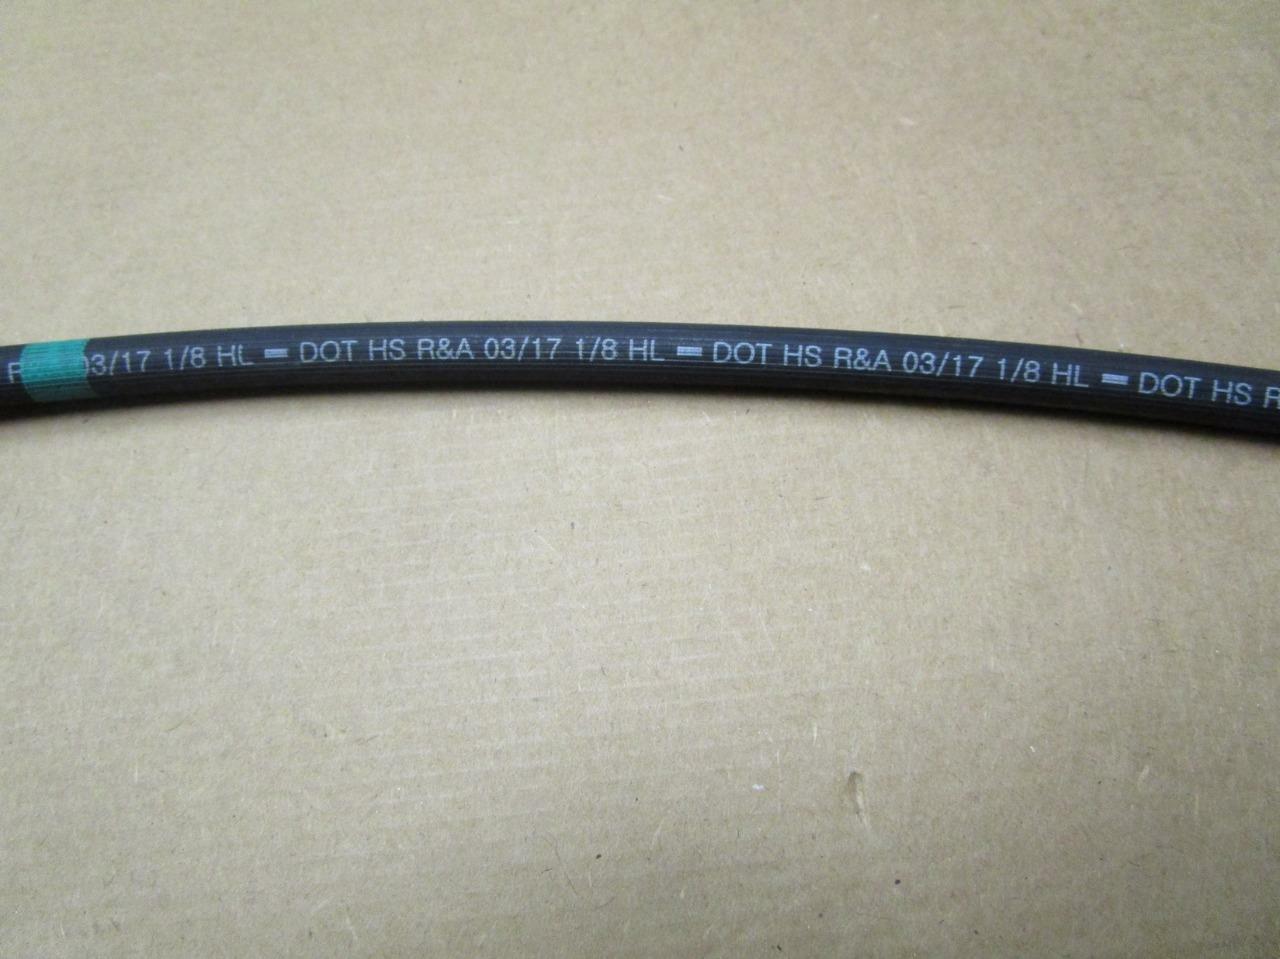 03/17 1/8 HL = DOT HS R&A 03/17 1/8 HL = DOT HS R&A 03/17 1/8 HL = DOT HS